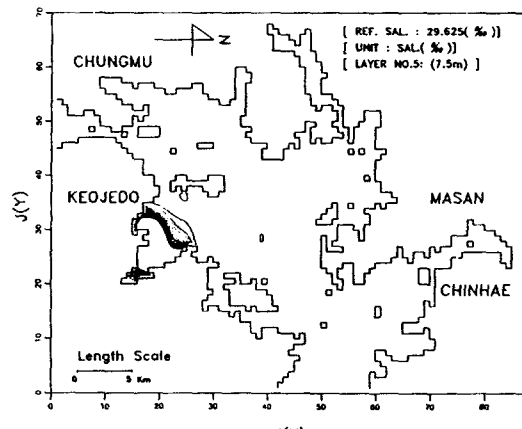 [ REF. SAL. : 29.625( ‰ )]
[ UNIT : SAL.( ‰ )]
[ LAYER NO.5: (7.5m) ]
N
CHUNGMU
KEOJEDO
MASAN
CHINHAE
Length Scale
0 5 Km
J(Y)
0 10 20 30 40 50 60 70
0 10 20 30 40 50 60 70 80